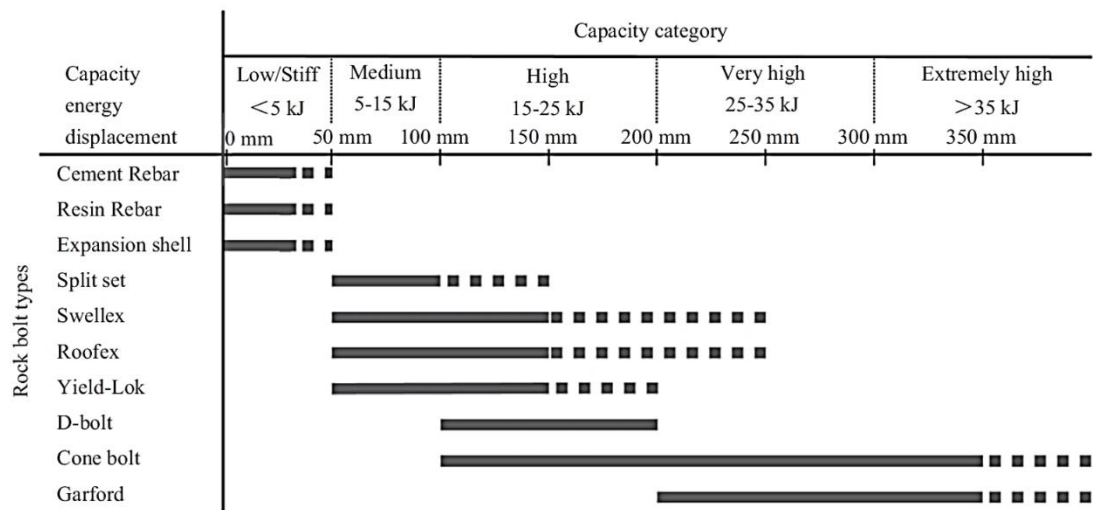 Capacity category
Capacity energy displacement
Low/Stiff
<5 kJ
Medium
5-15 kJ
High
15-25 kJ
Very high
25-35 kJ
Extremely high
>35 kJ
0 mm 50 mm 100 mm 150 mm 200 mm 250 mm 300 mm 350 mm
Rock bolt types
Cement Rebar
Resin Rebar
Expansion shell
Split set
Swellex
Roofex
Yield-Lok
D-bolt
Cone bolt
Garford